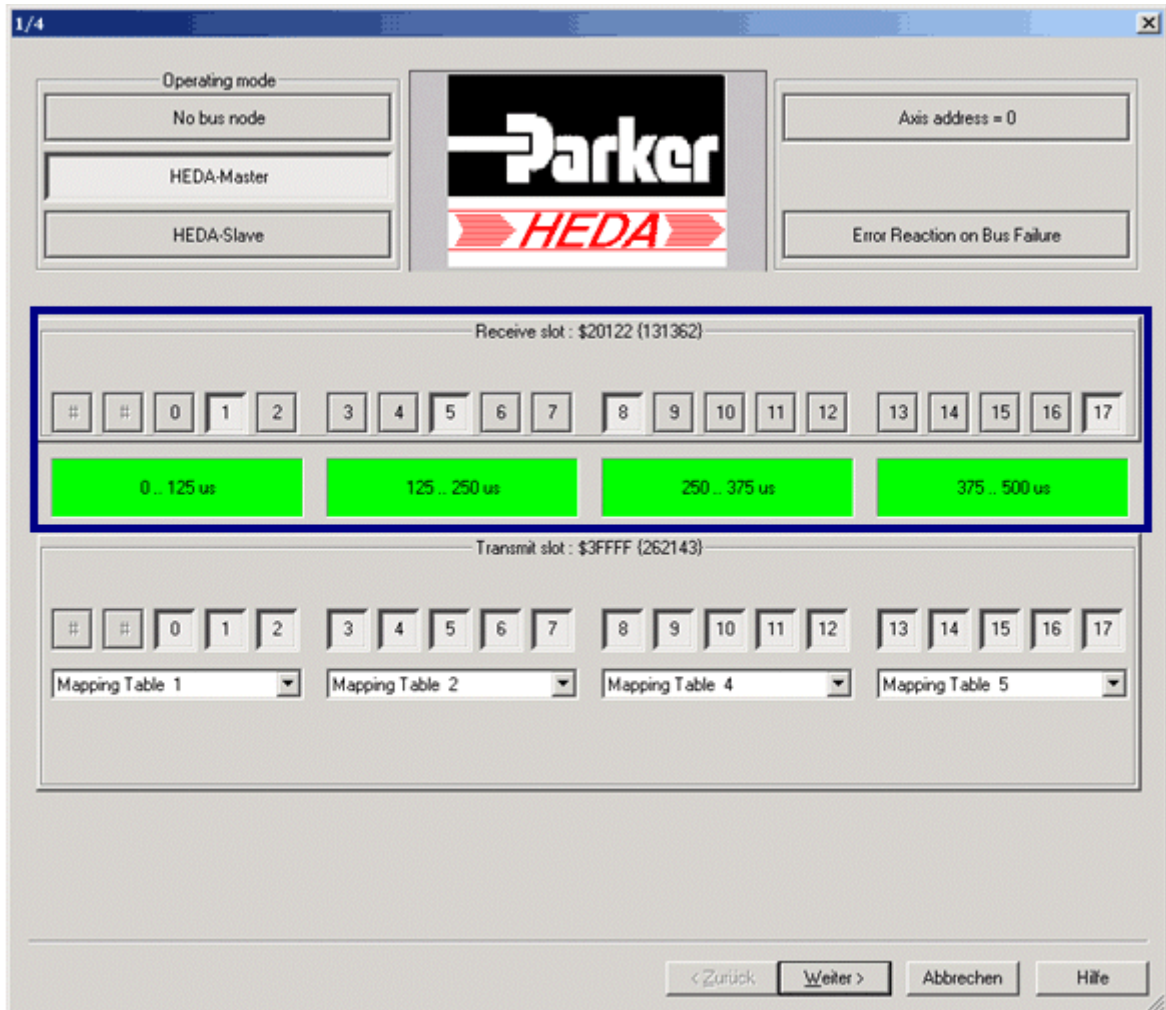 1/4
Operating mode
No bus node
HEDA-Master
HEDA-Slave
Parker
HEDA
Axis address = 0
Error Reaction on Bus Failure
Receive slot : $20122 {131362}
# # 0 1 2 3 4 5 6 7 8 9 10 11 12 13 14 15 16 17
0 .. 125 us 125 .. 250 us 250 .. 375 us 375 .. 500 us
Transmit slot : $3FFFF {262143}
# # 0 1 2 3 4 5 6 7 8 9 10 11 12 13 14 15 16 17
Mapping Table 1 Mapping Table 2 Mapping Table 4 Mapping Table 5
< Zurück Weiter > Abbrechen Hilfe